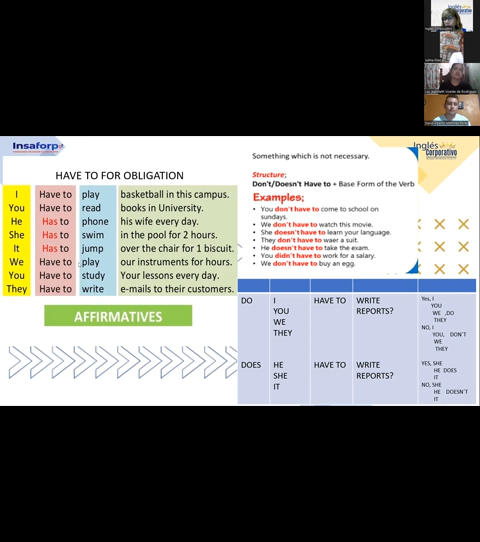 Insaforp
HAVE TO FOR OBLIGATION
I Have to play basketball in this campus.
You Have to read books in University.
He Has to phone his wife every day.
She Has to swim in the pool for 2 hours.
It Has to jump over the chair for 1 biscuit.
We Have to play our instruments for hours.
You Have to study Your lessons every day.
They Have to write e-mails to their customers.
AFFIRMATIVES
Inglés
corporativo
Something which is not necessary.
Structure;
Don't/Doesn't Have to + Base Form of the Verb
Examples;
• You don't have to come to school on
sundays.
• We don't have to watch this movie.
• She doesn't have to learn your language.
• They don't have to waer a suit.
• He doesn't have to take the exam.
• You didn't have to work for a salary.
• We don't have to buy an egg.
DO I HAVE TO WRITE
YOU REPORTS?
WE
THEY
Yes, I
YOU
WE ,DO
THEY
NO, I
YOU, DON'T
WE
THEY
DOES HE HAVE TO WRITE
SHE REPORTS?
IT
YES, SHE
HE DOES
IT
NO, SHE
HE DOESN'T
IT